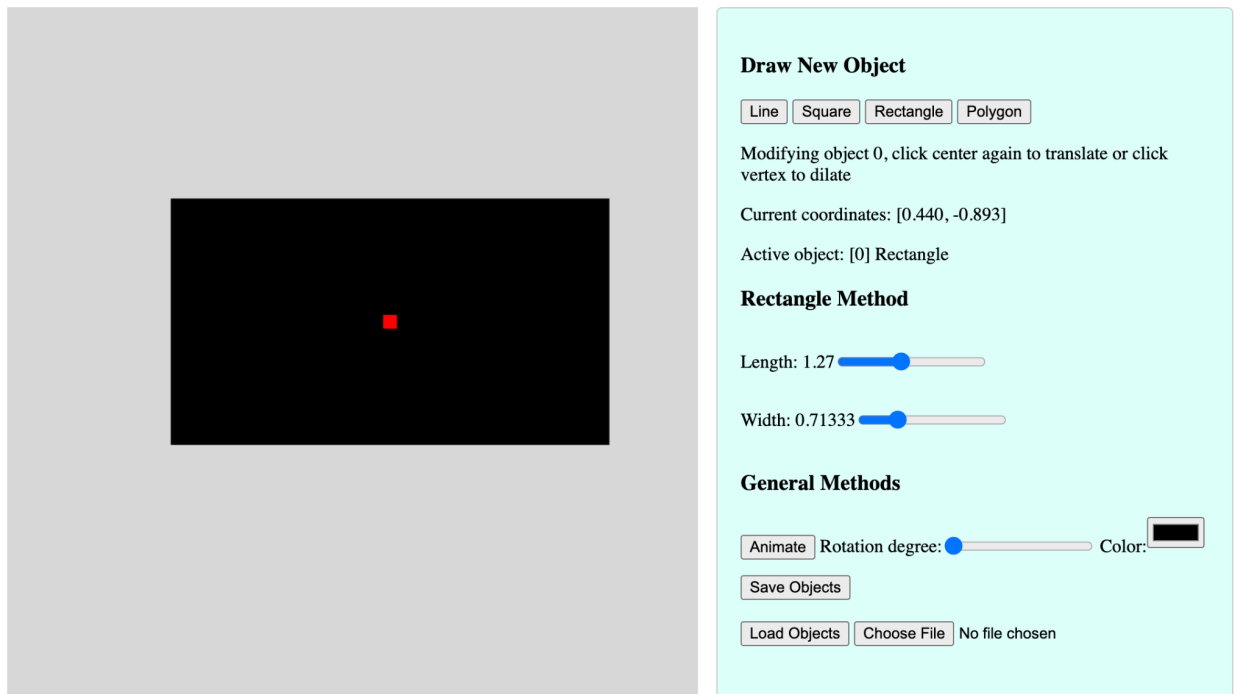 Draw New Object
Line Square Rectangle Polygon
Modifying object 0, click center again to translate or click
vertex to dilate
Current coordinates: [0.440, -0.893]
Active object: [0] Rectangle
Rectangle Method
Length: 1.27
Width: 0.71333
General Methods
Animate Rotation degree: Color:
Save Objects
Load Objects Choose File No file chosen